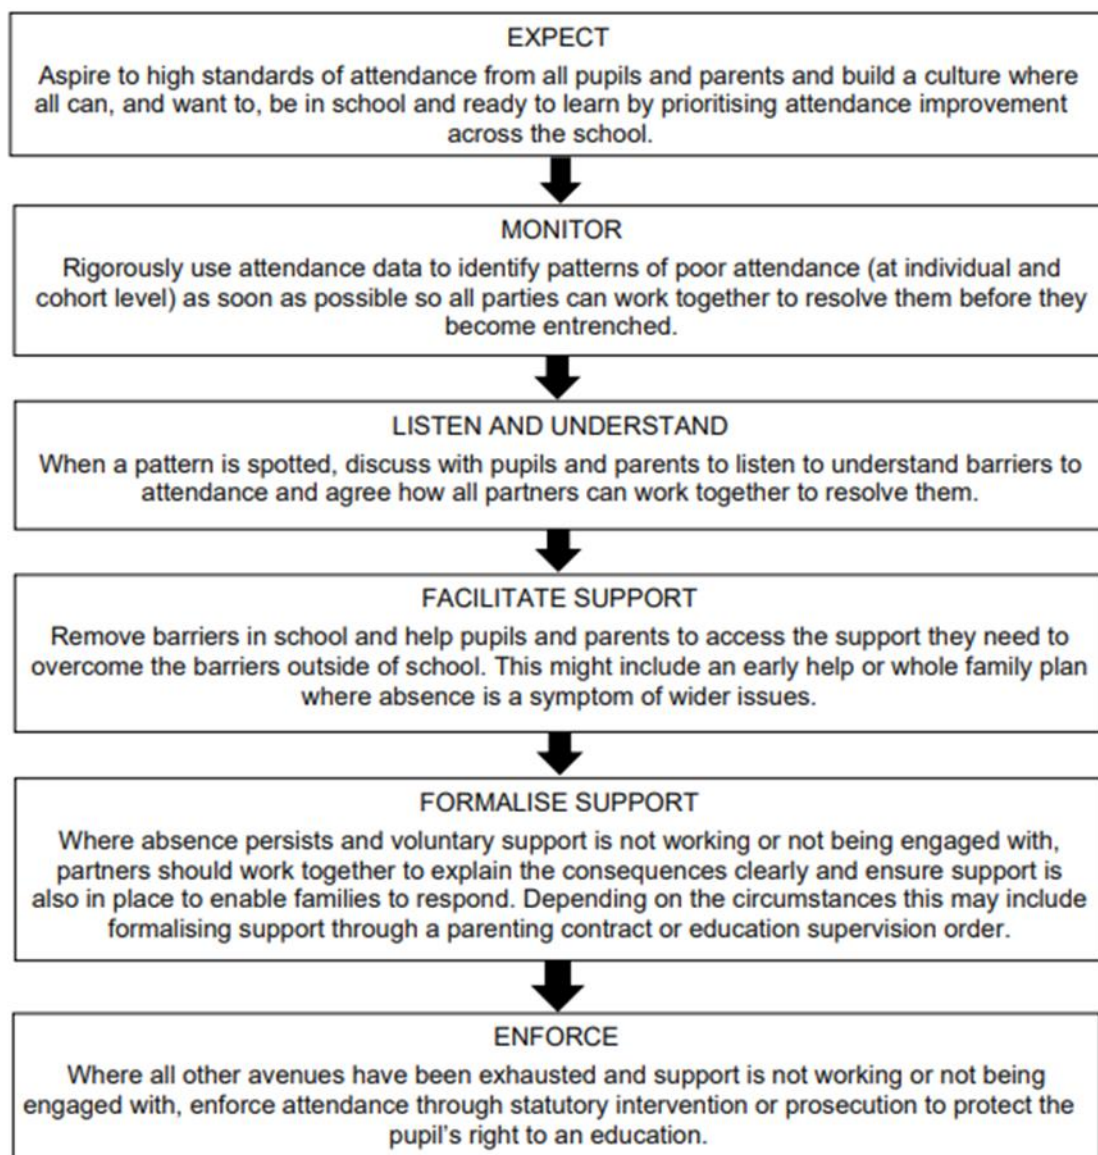 EXPECT
Aspire to high standards of attendance from all pupils and parents and build a culture where
all can, and want to, be in school and ready to learn by prioritising attendance improvement
across the school.
MONITOR
Rigorously use attendance data to identify patterns of poor attendance (at individual and
cohort level) as soon as possible so all parties can work together to resolve them before they
become entrenched.
LISTEN AND UNDERSTAND
When a pattern is spotted, discuss with pupils and parents to listen to understand barriers to
attendance and agree how all partners can work together to resolve them.
FACILITATE SUPPORT
Remove barriers in school and help pupils and parents to access the support they need to
overcome the barriers outside of school. This might include an early help or whole family plan
where absence is a symptom of wider issues.
FORMALISE SUPPORT
Where absence persists and voluntary support is not working or not being engaged with,
partners should work together to explain the consequences clearly and ensure support is
also in place to enable families to respond. Depending on the circumstances this may include
formalising support through a parenting contract or education supervision order.
ENFORCE
Where all other avenues have been exhausted and support is not working or not being
engaged with, enforce attendance through statutory intervention or prosecution to protect the
pupil's right to an education.